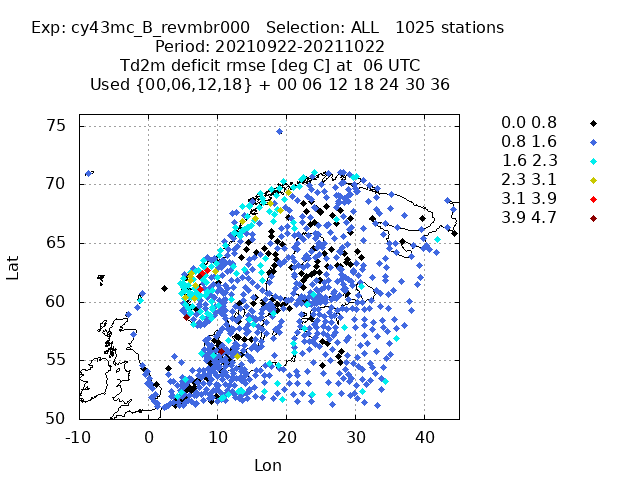 Exp: cy43mc_B_revmbr000   Selection: ALL   1025 stations
Period: 20210922-20211022
Td2m deficit rmse [deg C] at  06 UTC
Used {00,06,12,18} + 00 06 12 18 24 30 36
0.0 0.8
0.8 1.6
1.6 2.3
2.3 3.1
3.1 3.9
3.9 4.7
75
70
65
60
55
50
Lat
-10 0 10 20 30 40
Lon